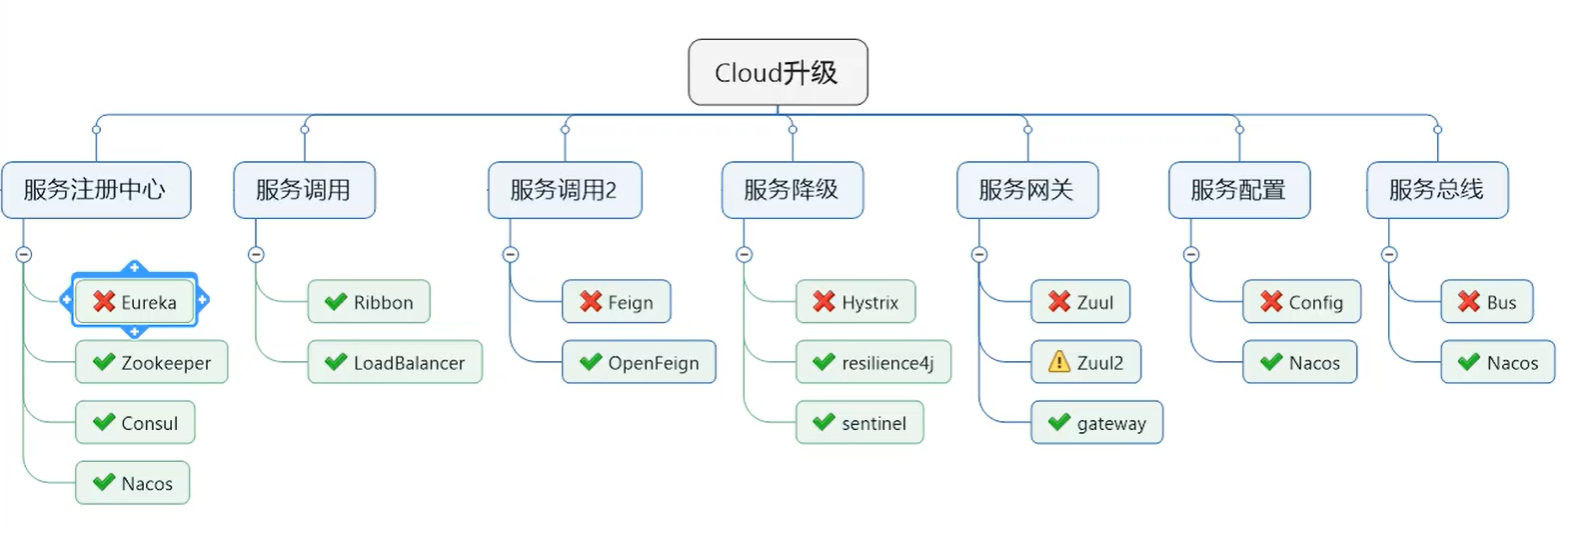 Cloud升级
服务注册中心
Eureka
Zookeeper
Consul
Nacos
服务调用
Ribbon
LoadBalancer
服务调用2
Feign
OpenFeign
服务降级
Hystrix
resilience4j
sentinel
服务网关
Zuul
Zuul2
gateway
服务配置
Config
Nacos
服务总线
Bus
Nacos